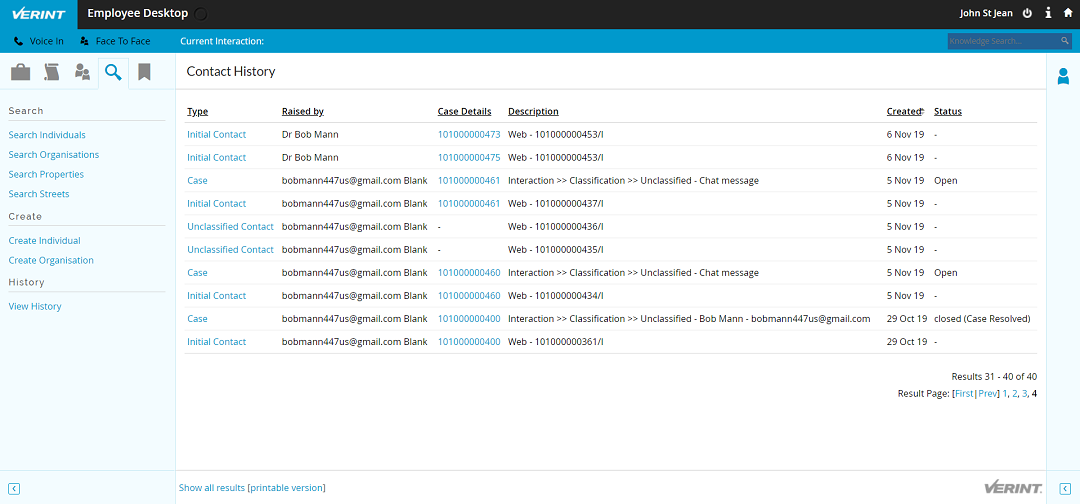 VERINT Employee Desktop John St Jean
Voice In Face To Face Current Interaction: Knowledge Search...
Contact History
Search
Search Individuals
Search Organisations
Search Properties
Search Streets
Create
Create Individual
Create Organisation
History
View History
Type Raised by Case Details Description Created Status
Initial Contact Dr Bob Mann 101000000473 Web - 101000000453/I 6 Nov 19 -
Initial Contact Dr Bob Mann 101000000475 Web - 101000000453/I 6 Nov 19 -
Case bobmann447us@gmail.com Blank 101000000461 Interaction >> Classification >> Unclassified - Chat message 5 Nov 19 Open
Initial Contact bobmann447us@gmail.com Blank 101000000461 Web - 101000000437/I 5 Nov 19 -
Unclassified Contact bobmann447us@gmail.com Blank - Web - 101000000436/I 5 Nov 19 -
Unclassified Contact bobmann447us@gmail.com Blank - Web - 101000000435/I 5 Nov 19 -
Case bobmann447us@gmail.com Blank 101000000460 Interaction >> Classification >> Unclassified - Chat message 5 Nov 19 Open
Initial Contact bobmann447us@gmail.com Blank 101000000460 Web - 101000000434/I 5 Nov 19 -
Case bobmann447us@gmail.com Blank 101000000400 Interaction >> Classification >> Unclassified - Bob Mann - bobmann447us@gmail.com 29 Oct 19 closed (Case Resolved)
Initial Contact bobmann447us@gmail.com Blank 101000000400 Web - 101000000361/I 29 Oct 19 -
Results 31 - 40 of 40
Result Page: [First|Prev] 1, 2, 3, 4
Show all results [printable version] VERINT.